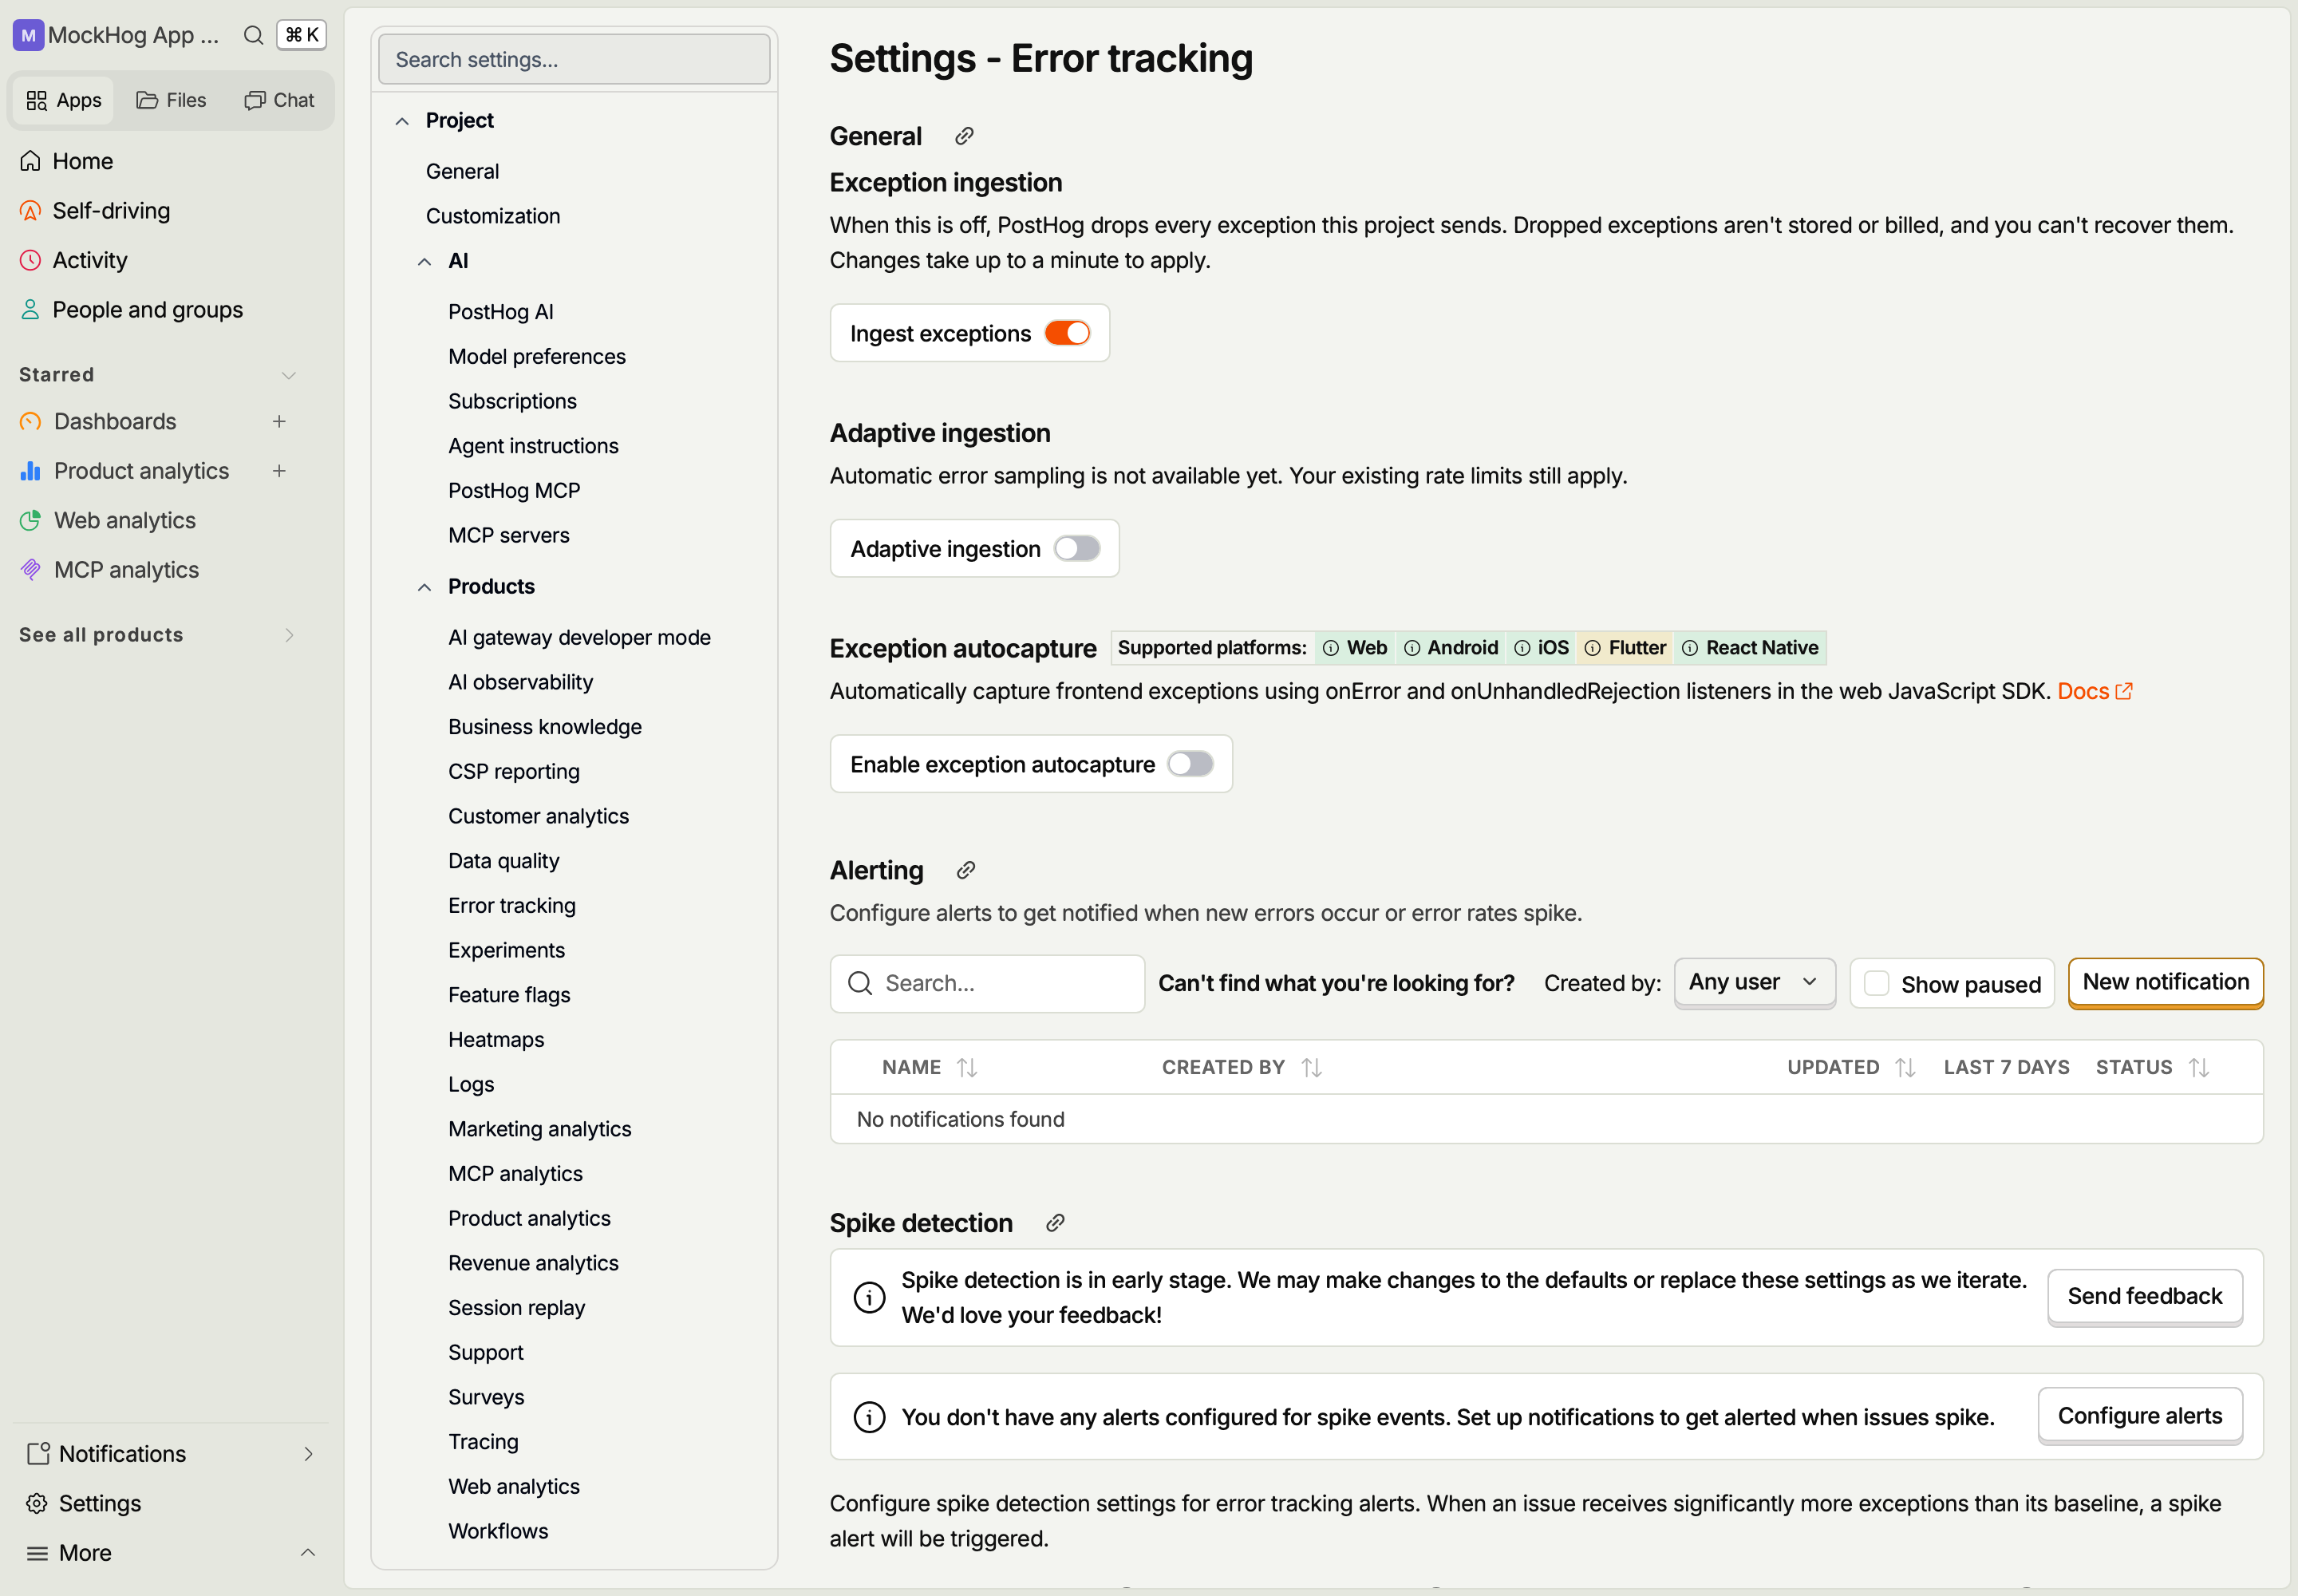 M MockHog App ... ⌘ K
Apps Files Chat
Home
Self-driving
Activity
People and groups
Starred
Dashboards
Product analytics
Web analytics
MCP analytics
See all products
Notifications
Settings
More
Search settings...
Project
General
Customization
AI
PostHog AI
Model preferences
Subscriptions
Agent instructions
PostHog MCP
MCP servers
Products
AI gateway developer mode
AI observability
Business knowledge
CSP reporting
Customer analytics
Data quality
Error tracking
Experiments
Feature flags
Heatmaps
Logs
Marketing analytics
MCP analytics
Product analytics
Revenue analytics
Session replay
Support
Surveys
Tracing
Web analytics
Workflows
Settings - Error tracking
General
Exception ingestion
When this is off, PostHog drops every exception this project sends. Dropped exceptions aren't stored or billed, and you can't recover them.
Changes take up to a minute to apply.
Ingest exceptions
Adaptive ingestion
Automatic error sampling is not available yet. Your existing rate limits still apply.
Adaptive ingestion
Exception autocapture Supported platforms: Web Android iOS Flutter React Native
Automatically capture frontend exceptions using onError and onUnhandledRejection listeners in the web JavaScript SDK. Docs
Enable exception autocapture
Alerting
Configure alerts to get notified when new errors occur or error rates spike.
Search... Can't find what you're looking for? Created by: Any user Show paused New notification
NAME CREATED BY UPDATED LAST 7 DAYS STATUS
No notifications found
Spike detection
Spike detection is in early stage. We may make changes to the defaults or replace these settings as we iterate.
We'd love your feedback!
Send feedback
You don't have any alerts configured for spike events. Set up notifications to get alerted when issues spike.
Configure alerts
Configure spike detection settings for error tracking alerts. When an issue receives significantly more exceptions than its baseline, a spike
alert will be triggered.